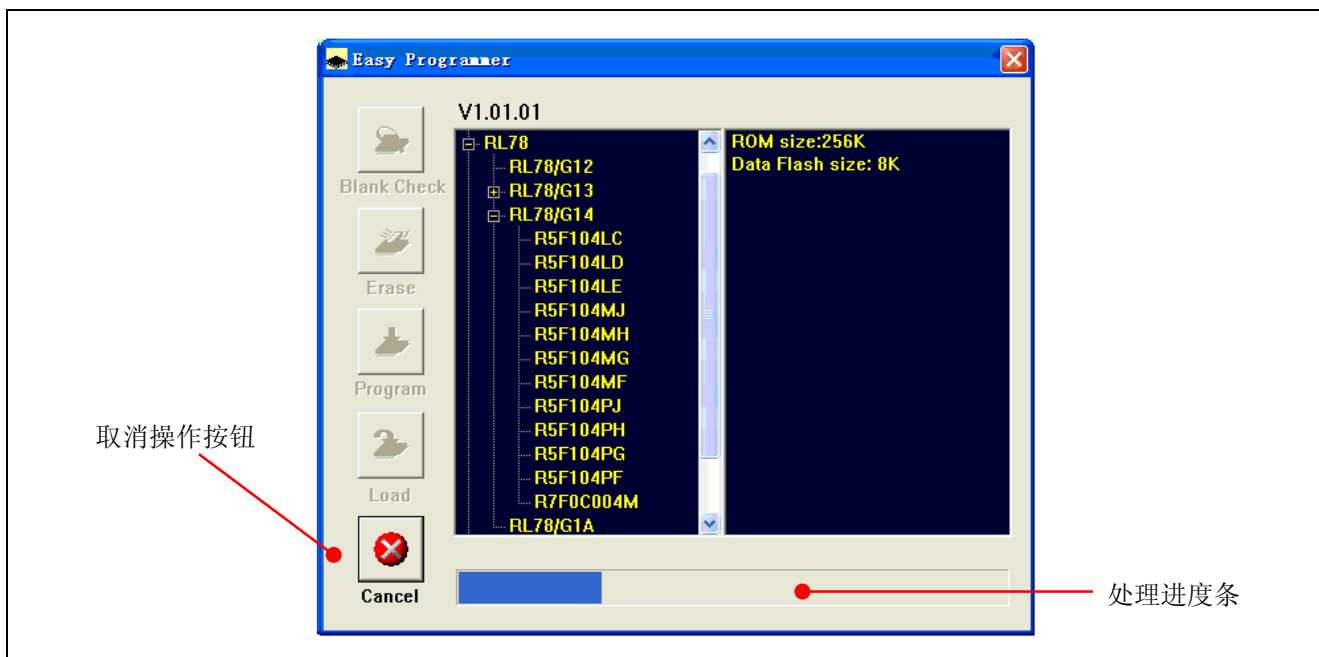 Easy Programmer
V1.01.01
Blank Check
Erase
Program
Load
Cancel
RL78
RL78/G12
RL78/G13
RL78/G14
R5F104LC
R5F104LD
R5F104LE
R5F104MJ
R5F104MH
R5F104MG
R5F104MF
R5F104PJ
R5F104PH
R5F104PG
R5F104PF
R7F0C004M
RL78/G1A
ROM size:256K
Data Flash size: 8K
取消操作按钮
处理进度条